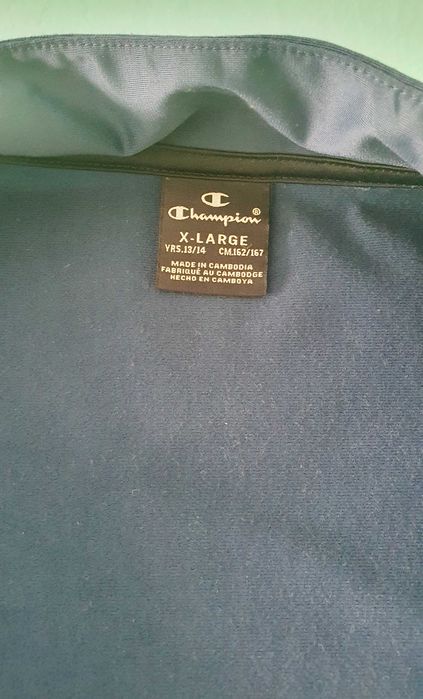 Champion®
X-LARGE
YRS.13/14 CM.162/167
MADE IN CAMBODIA
FABRIQUÉ AU CAMBODGE
HECHO EN CAMBOYA